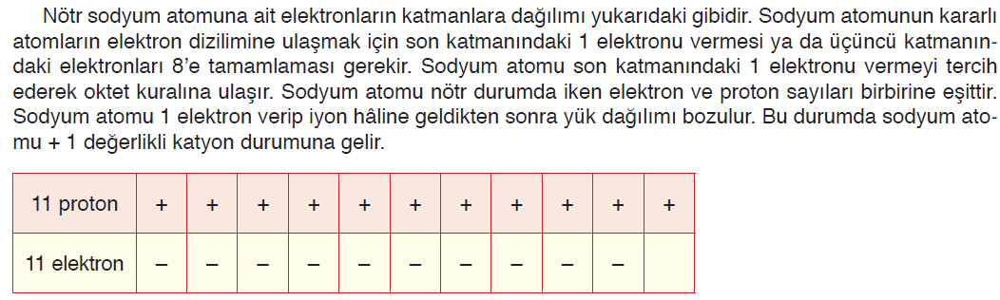 Nötr sodyum atomuna ait elektronların katmanlara dağılımı yukarıdaki gibidir. Sodyum atomunun kararlı
atomların elektron dizilimine ulaşmak için son katmanındaki 1 elektronu vermesi ya da üçüncü katmanın-
daki elektronları 8’e tamamlaması gerekir. Sodyum atomu son katmanındaki 1 elektronu vermeyi tercih
ederek oktet kuralına ulaşır. Sodyum atomu nötr durumda iken elektron ve proton sayıları birbirine eşittir.
Sodyum atomu 1 elektron verip iyon hâline geldikten sonra yük dağılımı bozulur. Bu durumda sodyum ato-
mu + 1 değerlikli katyon durumuna gelir.
11 proton + + + + + + + + + + +
11 elektron – – – – – – – – – –